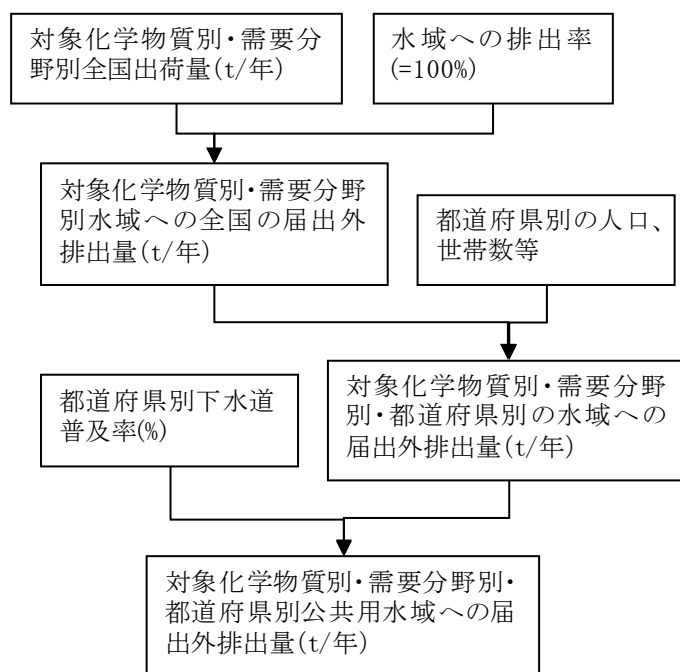 対象化学物質別・需要分
野別全国出荷量(t/年)
水域への排出率
(=100%)
対象化学物質別・需要分野
別水域への全国の届出外
排出量(t/年)
都道府県別の人口、
世帯数等
都道府県別下水道
普及率(%)
対象化学物質別・需要分野
別・都道府県別の水域への
届出外排出量(t/年)
対象化学物質別・需要分野別・
都道府県別公共用水域への届
出外排出量(t/年)